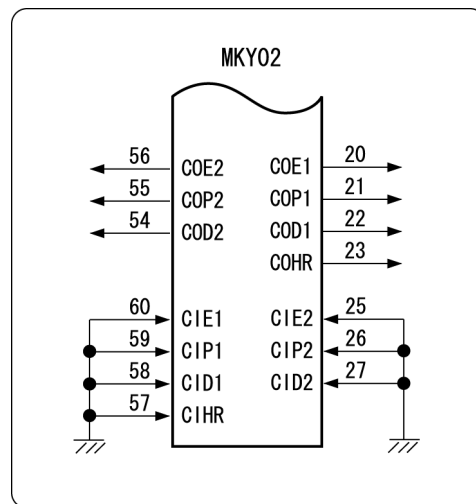 MKY02
56 COE2 COE1 20
55 COP2 COP1 21
54 COD2 COD1 22
COHR 23
60 CIE1 CIE2 25
59 CIP1 CIP2 26
58 CID1 CID2 27
57 CIHR